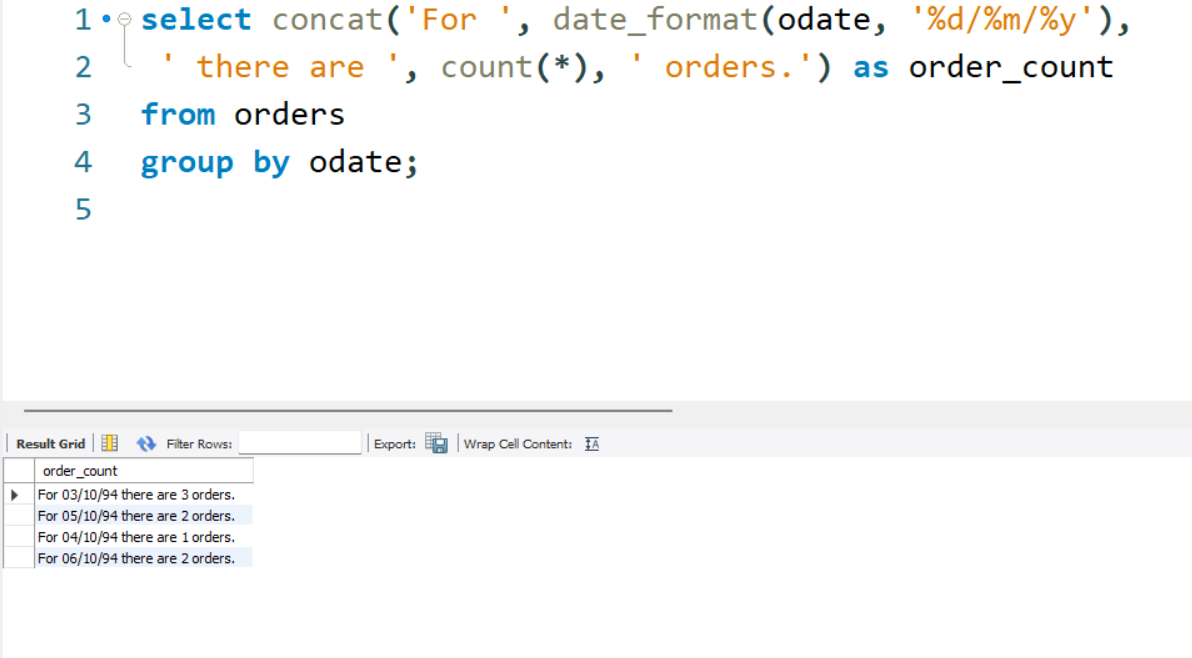 1 select concat('For ', date_format(odate, '%d/%m/%y'),
2 ' there are ', count(*), ' orders.') as order_count
3 from orders
4 group by odate;
5
Result Grid Filter Rows: Export: Wrap Cell Content: IA
order_count
For 03/10/94 there are 3 orders.
For 05/10/94 there are 2 orders.
For 04/10/94 there are 1 orders.
For 06/10/94 there are 2 orders.